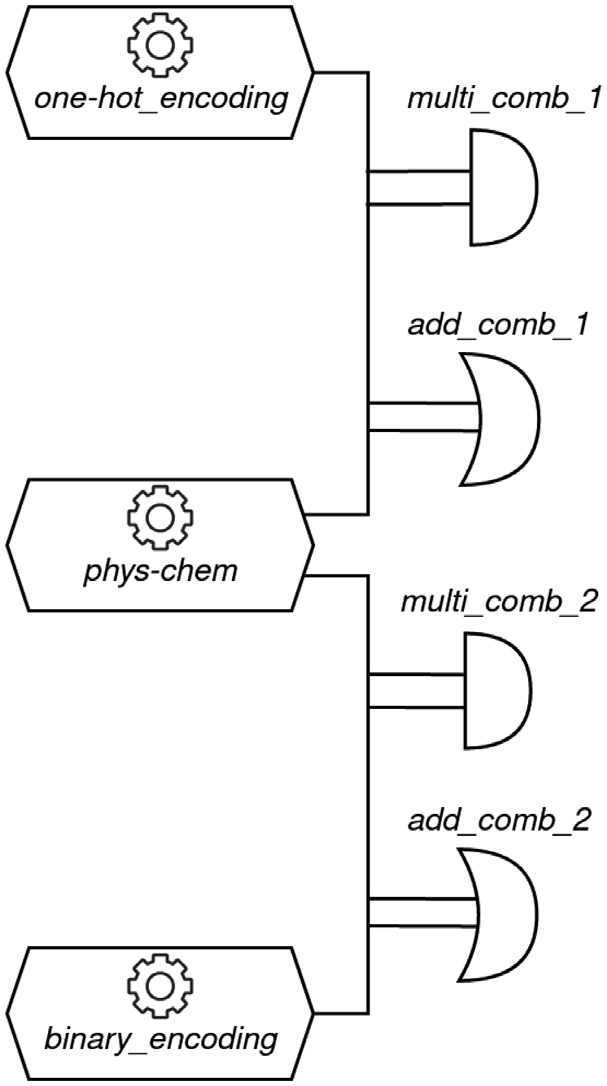 one-hot_encoding
multi_comb_1
add_comb_1
phys-chem
multi_comb_2
add_comb_2
binary_encoding